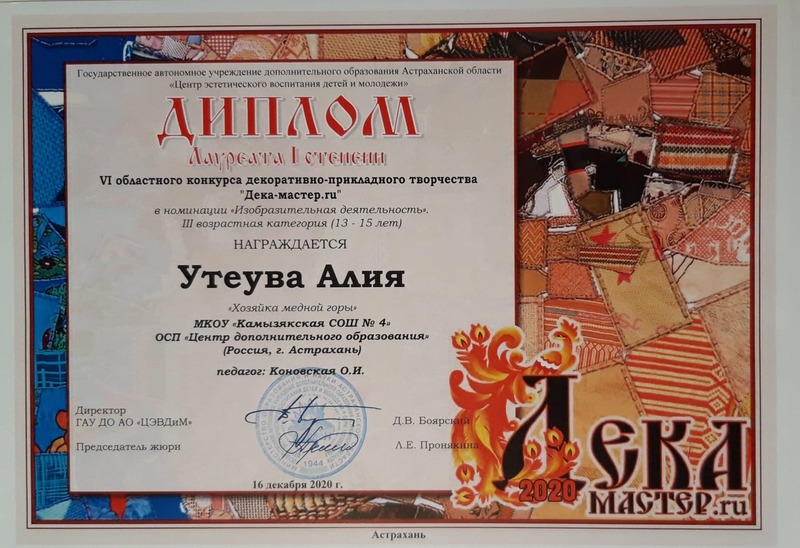 Государственное автономное учреждение дополнительного образования Астраханской области
«Центр эстетического воспитания детей и молодежи»
ДИПЛОМ
Лауреата I степени
VI областного конкурса декоративно-прикладного творчества
"Дека-мастер.ru"
в номинации «Изобразительная деятельность».
III возрастная категория (13 - 15 лет)
НАГРАЖДАЕТСЯ
Утеува Алия
«Хозяйка медной горы»
МКОУ «Камызякская СОШ № 4»
ОСП «Центр дополнительного образования»
(Россия, г. Астрахань)
педагог: Коновская О.И.
Директор
ГАУ ДО АО «ЦЭВДиМ»
Д.В. Боярский
Председатель жюри
Л.Е. Пронякина
1944
16 декабря 2020 г.
Дека
2020
мастер.ru
Астрахань